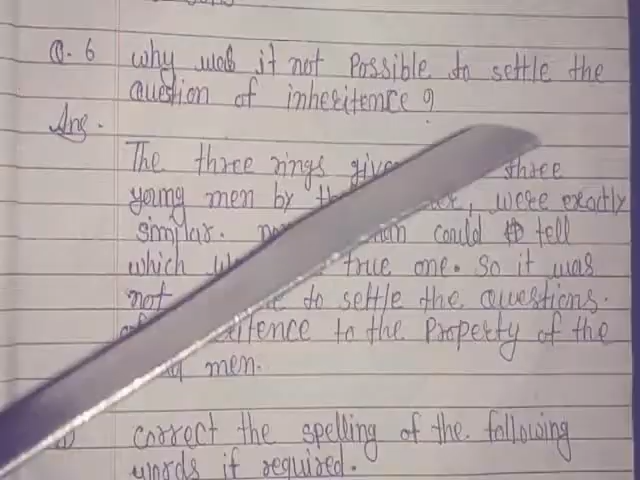 Q. 6 why was it not Possible to settle the
question of inheritence ?
Ans.
The three rings three
young men by were exactly
similar. could tell
which true one. So it was
not to settle the questions.
to the Property of the
men.
correct the spelling of the following
words if required.